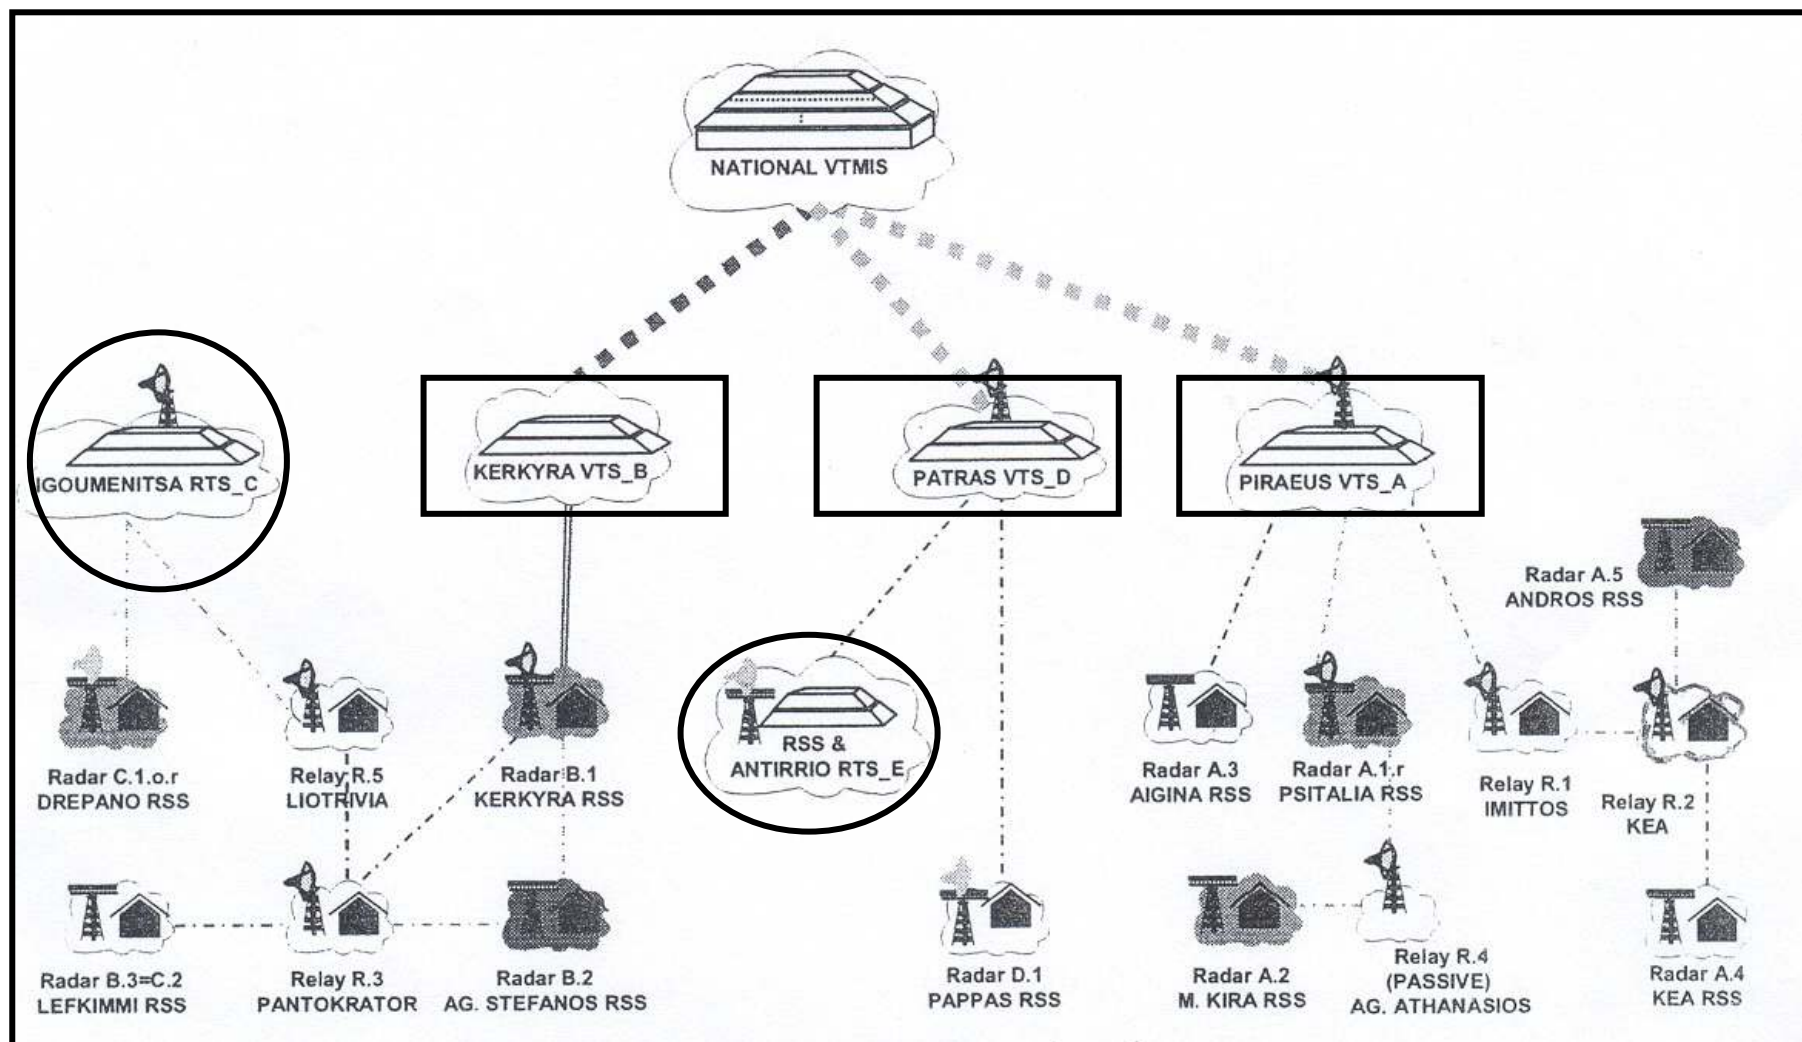 NATIONAL VTMIS
IGOUMENITSA RTS_C
KERKYRA VTS_B
PATRAS VTS_D
PIRAEUS VTS_A
Radar A.5
ANDROS RSS
Radar C.1.o.r
DREPANO RSS
Relay R.5
LIOTRIVIA
Radar B.1
KERKYRA RSS
RSS &
ANTIRRIO RTS_E
Radar A.3
AIGINA RSS
Radar A.1.r
PSITALIA RSS
Relay R.1
IMITTOS
Relay R.2
KEA
Radar B.3=C.2
LEFKIMMI RSS
Relay R.3
PANTOKRATOR
Radar B.2
AG. STEFANOS RSS
Radar D.1
PAPPAS RSS
Radar A.2
M. KIRA RSS
Relay R.4
(PASSIVE)
AG. ATHANASIOS
Radar A.4
KEA RSS